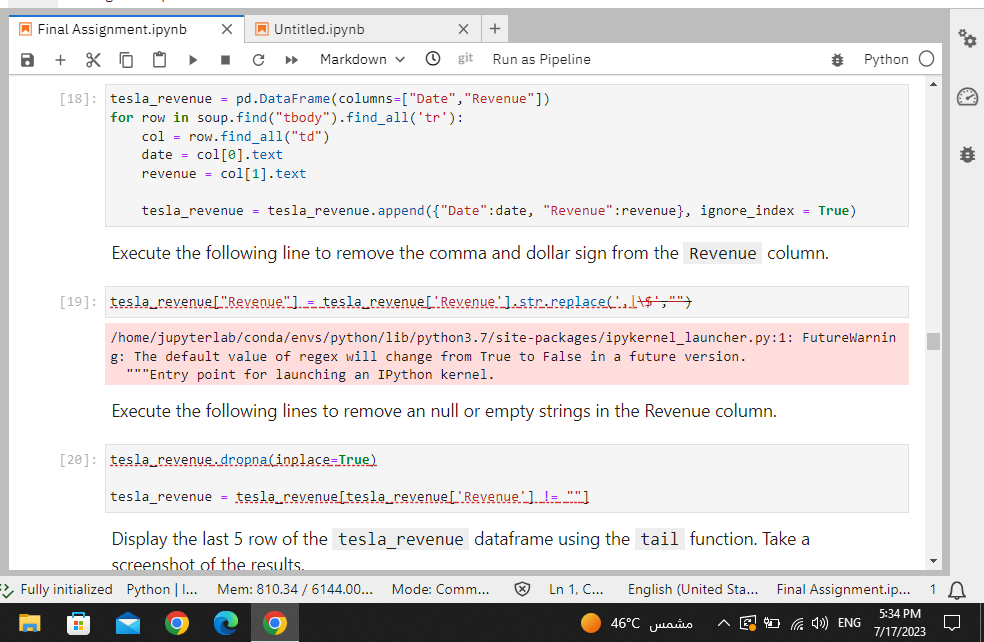 Final Assignment.ipynb
Untitled.ipynb
Markdown
git
Run as Pipeline
Python
[18]:
tesla_revenue = pd.DataFrame(columns=["Date","Revenue"])
for row in soup.find("tbody").find_all('tr'):
col = row.find_all("td")
date = col[0].text
revenue = col[1].text
tesla_revenue = tesla_revenue.append({"Date":date, "Revenue":revenue}, ignore_index = True)
Execute the following line to remove the comma and dollar sign from the Revenue column.
[19]:
tesla_revenue["Revenue"] = tesla_revenue['Revenue'].str.replace(',|\$',"")
/home/jupyterlab/conda/envs/python/lib/python3.7/site-packages/ipykernel_launcher.py:1: FutureWarnin
g: The default value of regex will change from True to False in a future version.
"""Entry point for launching an IPython kernel.
Execute the following lines to remove an null or empty strings in the Revenue column.
[20]:
tesla_revenue.dropna(inplace=True)
tesla_revenue = tesla_revenue[tesla_revenue['Revenue'] != ""]
Display the last 5 row of the tesla_revenue dataframe using the tail function. Take a
screenshot of the results.
Fully initialized Python | I... Mem: 810.34 / 6144.00... Mode: Comm... Ln 1, C... English (United Sta... Final Assignment.ip... 1
46°C مشمس ENG
5:34 PM
7/17/2023